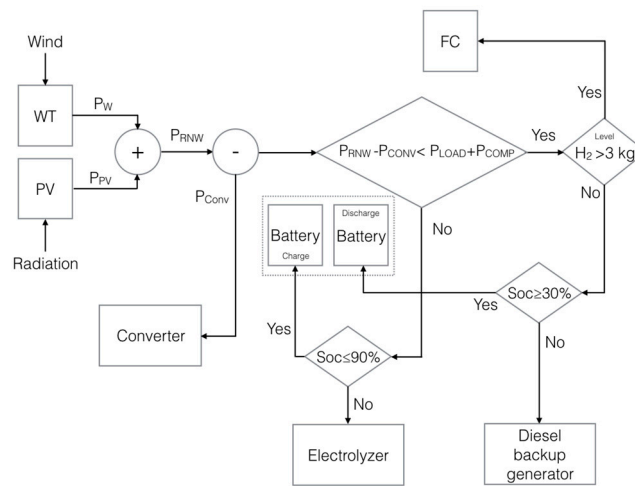 Wind
WT
P_W
PV
P_PV
Radiation
+
P_RNW
-
P_Conv
Converter
P_RNW -P_CONV< P_LOAD+P_COMP
Yes
No
FC
Yes
Level
H₂ >3 kg
No
Battery
Charge
Discharge
Battery
Soc≥30%
Yes
No
Soc≤90%
Yes
No
Electrolyzer
Diesel
backup
generator